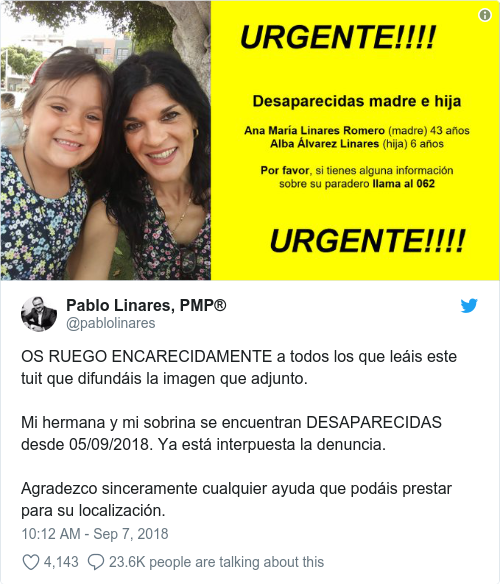 URGENTE!!!!
Desaparecidas madre e hija
Ana María Linares Romero (madre) 43 años
Alba Álvarez Linares (hija) 6 años
Por favor, si tienes alguna información
sobre su paradero llama al 062
URGENTE!!!!
Pablo Linares, PMP®
@pablolinares
OS RUEGO ENCARECIDAMENTE a todos los que leáis este
tuit que difundáis la imagen que adjunto.
Mi hermana y mi sobrina se encuentran DESAPARECIDAS
desde 05/09/2018. Ya está interpuesta la denuncia.
Agradezco sinceramente cualquier ayuda que podáis prestar
para su localización.
10:12 AM - Sep 7, 2018
4,143 23.6K people are talking about this